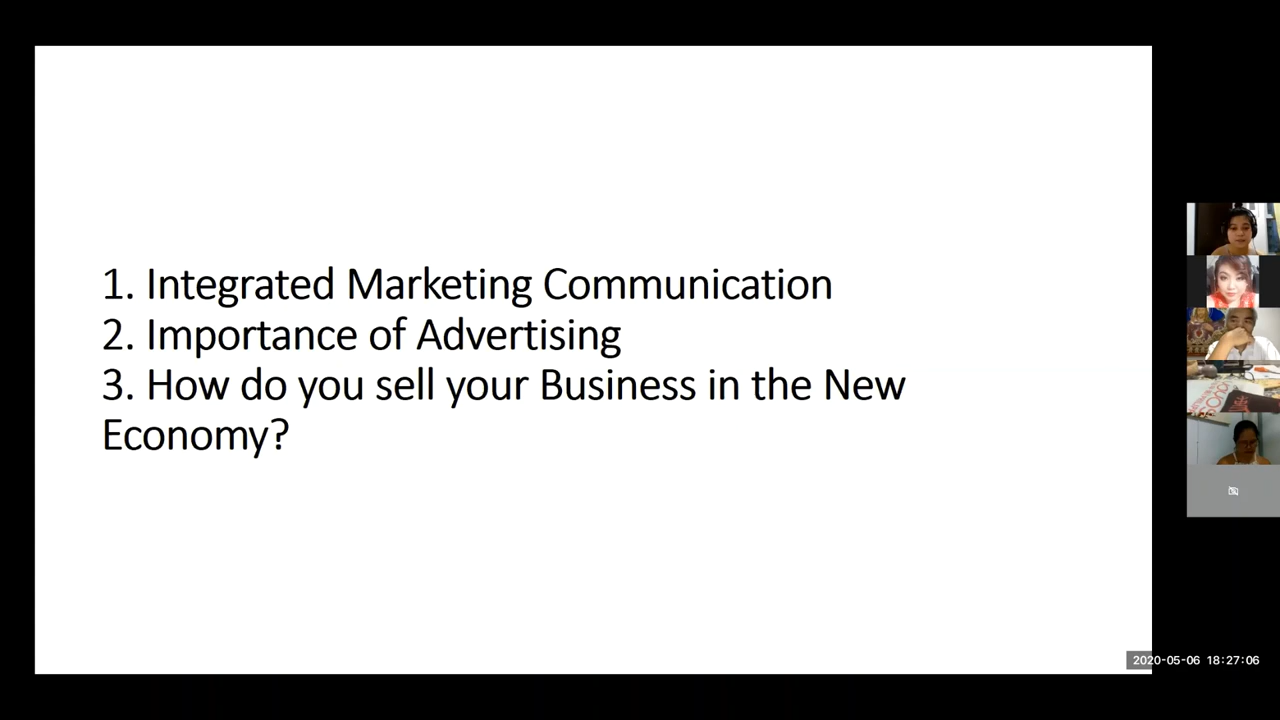 1. Integrated Marketing Communication
2. Importance of Advertising
3. How do you sell your Business in the New
Economy?
2020-05-06 18:27:06